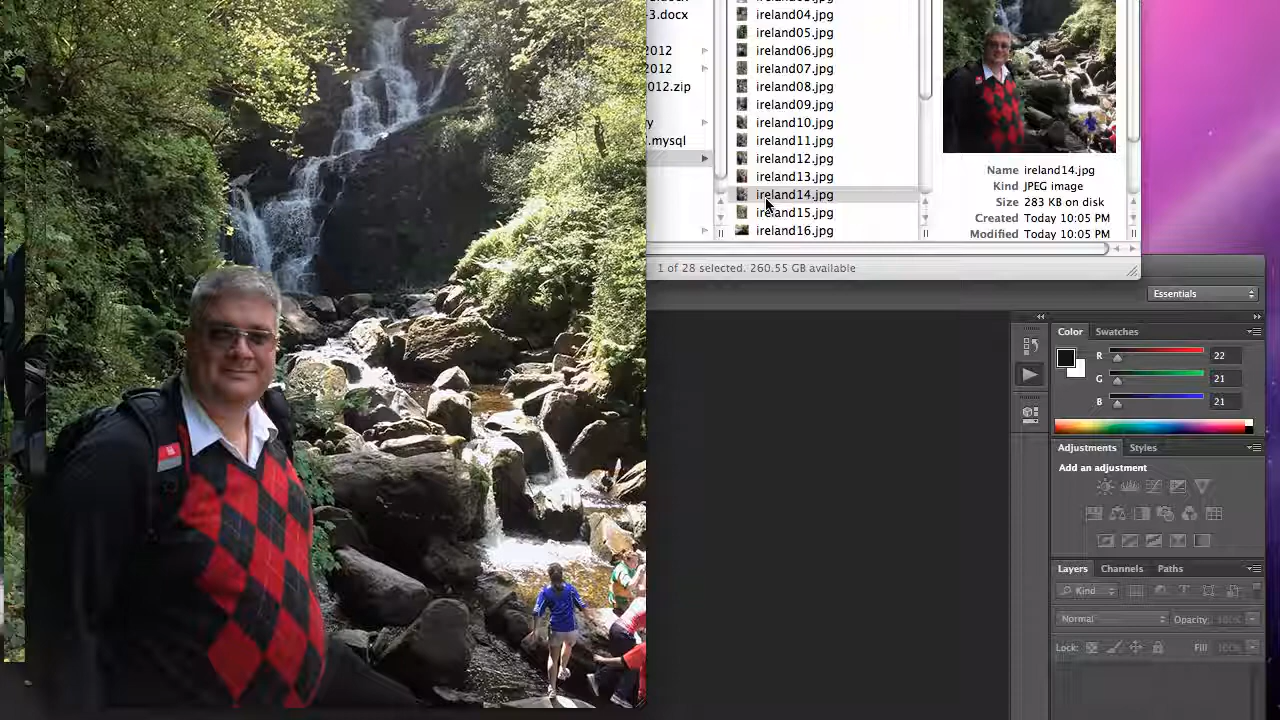 -3.docx
2012
2012
2012.zip
y
.mysql
ireland04.jpg
ireland05.jpg
ireland06.jpg
ireland07.jpg
ireland08.jpg
ireland09.jpg
ireland10.jpg
ireland11.jpg
ireland12.jpg
ireland13.jpg
ireland14.jpg
ireland15.jpg
ireland16.jpg
Name ireland14.jpg
Kind JPEG image
Size 283 KB on disk
Created Today 10:05 PM
Modified Today 10:05 PM
1 of 28 selected. 260.55 GB available
Essentials
Color Swatches
R 22
G 21
B 21
Adjustments Styles
Add an adjustment
Layers Channels Paths
Kind
Normal Opacity:
Lock: Fill